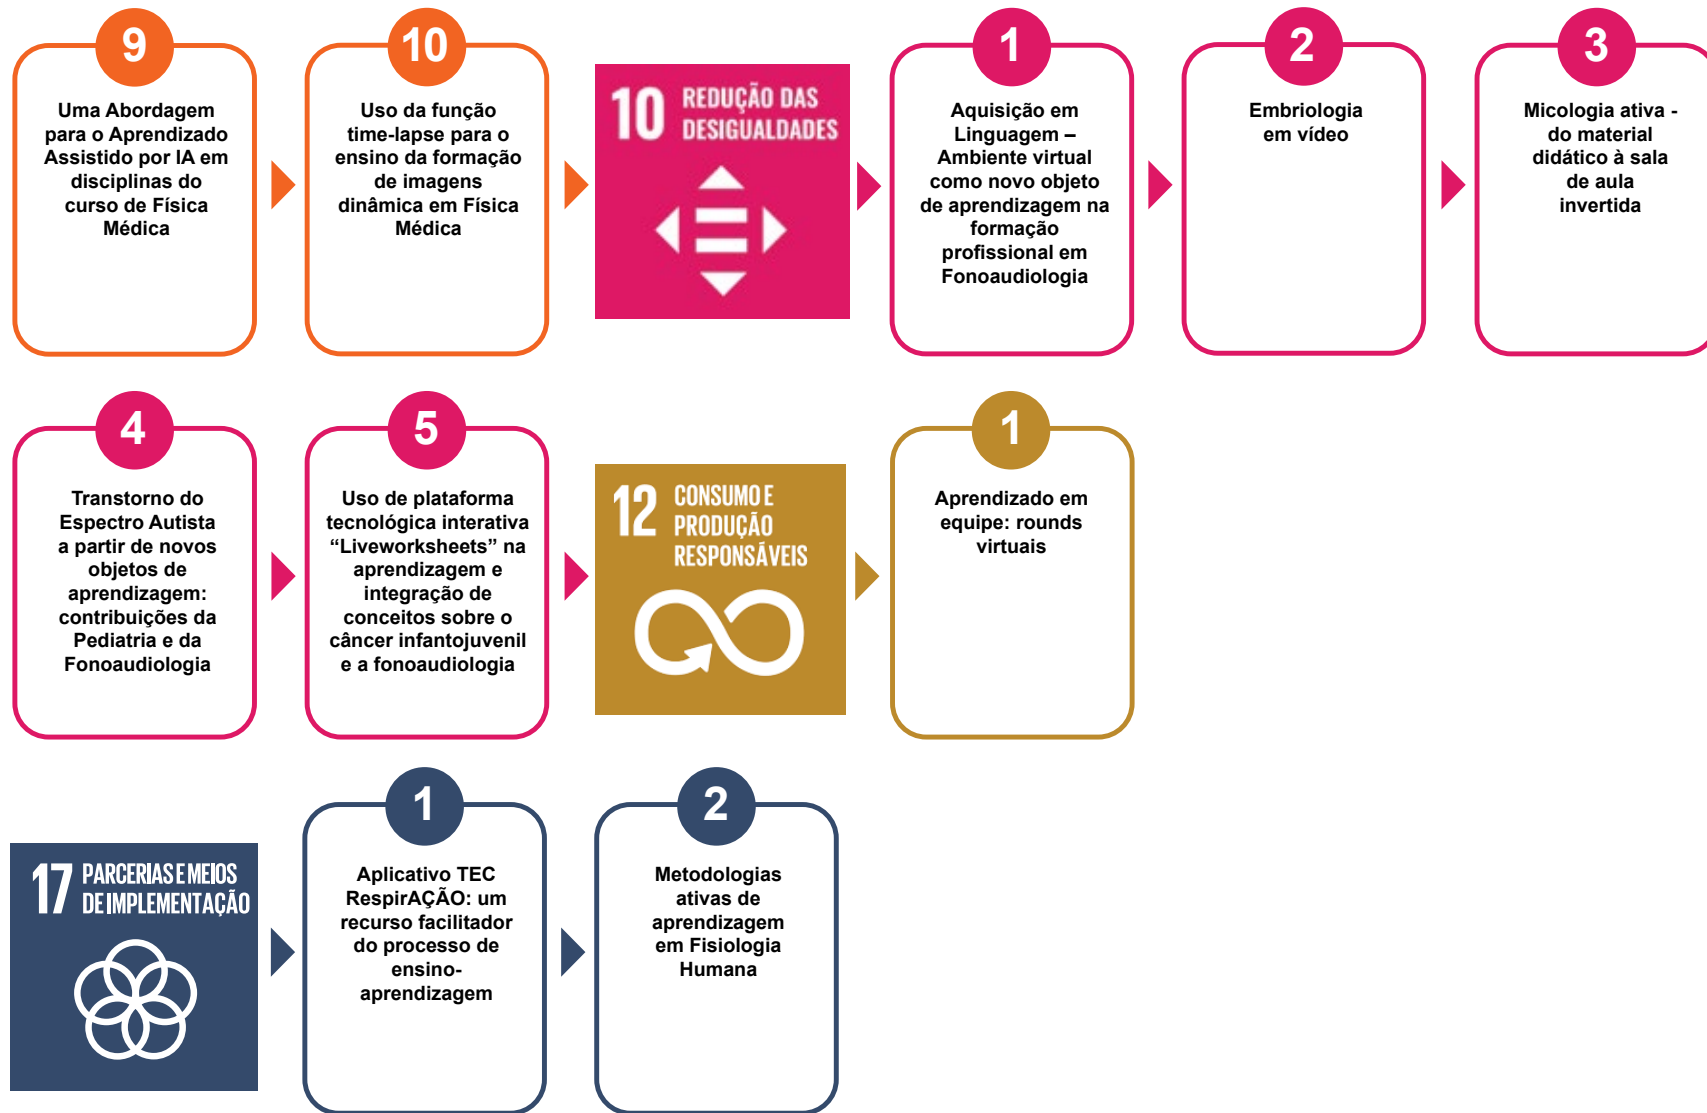 9
Uma Abordagem
para o Aprendizado
Assistido por IA em
disciplinas do
curso de Física
Médica
10
Uso da função
time-lapse para o
ensino da formação
de imagens
dinâmica em Física
Médica
10 REDUÇÃO DAS
DESIGUALDADES
1
Aquisição em
Linguagem –
Ambiente virtual
como novo objeto
de aprendizagem na
formação
profissional em
Fonoaudiologia
2
Embriologia
em vídeo
3
Micologia ativa -
do material
didático à sala
de aula
invertida
4
Transtorno do
Espectro Autista
a partir de novos
objetos de
aprendizagem:
contribuições da
Pediatria e da
Fonoaudiologia
5
Uso de plataforma
tecnológica interativa
“Liveworksheets” na
aprendizagem e
integração de
conceitos sobre o
câncer infantojuvenil
e a fonoaudiologia
12 CONSUMO E
PRODUÇÃO
RESPONSÁVEIS
1
Aprendizado em
equipe: rounds
virtuais
17 PARCERIAS E MEIOS
DE IMPLEMENTAÇÃO
1
Aplicativo TEC
RespirAÇÃO: um
recurso facilitador
do processo de
ensino-
aprendizagem
2
Metodologias
ativas de
aprendizagem
em Fisiologia
Humana